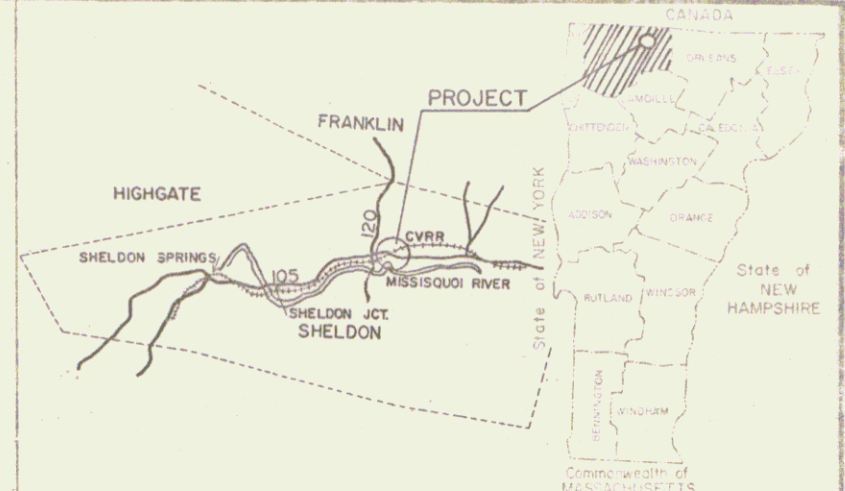 CANADA
ORLEANS
ESSEX
PROJECT
LAMOILLE
FRANKLIN
CHITTENDEN
CALEDONIA
WASHINGTON
HIGHGATE
State of NEW YORK
120
ADDISON
ORANGE
CVRR
SHELDON SPRINGS
105
MISSISQUOI RIVER
State of
NEW
HAMPSHIRE
RUTLAND
WINDSOR
SHELDON JCT.
SHELDON
BENNINGTON
WINDHAM
Commonwealth of
MASSACHUSETTS